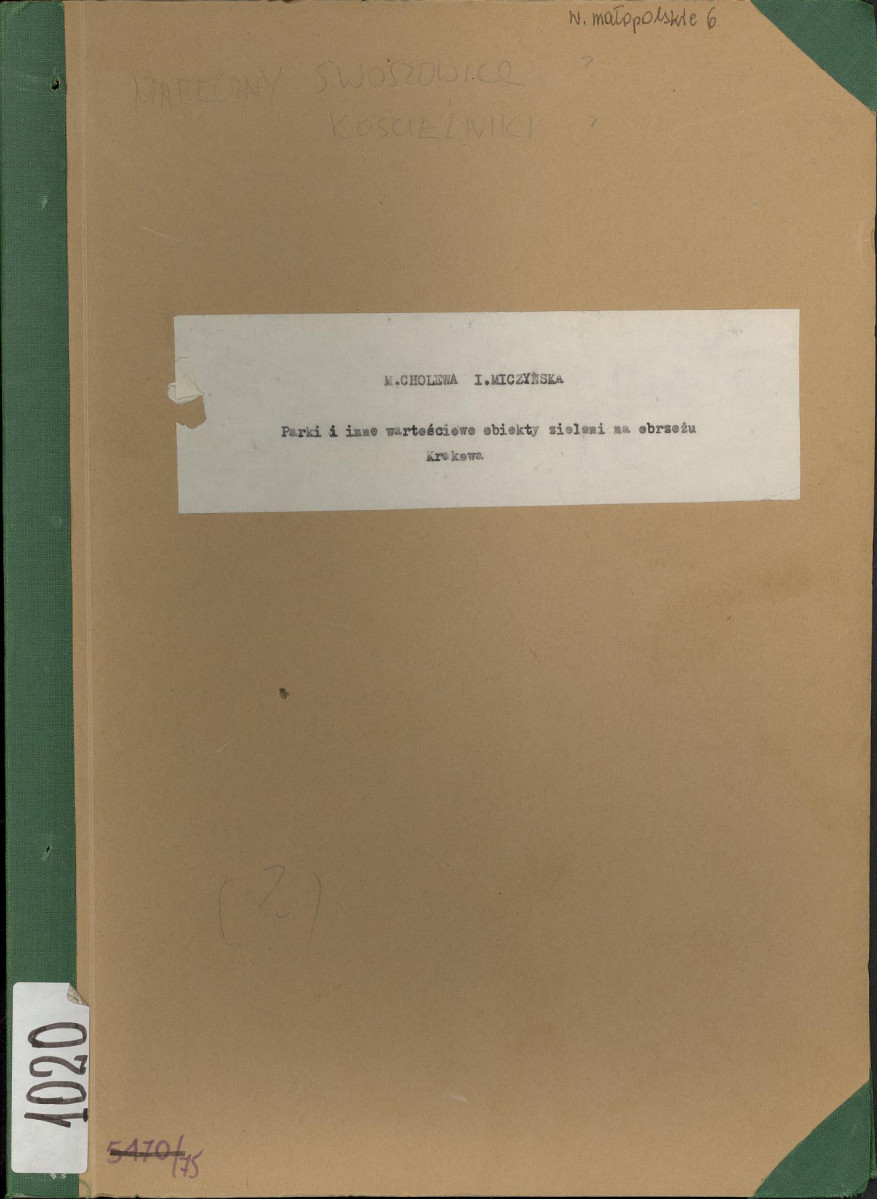 w. małopolskie 6
MATECZNY SWOSZOWICE ?
KOŚCIELNIKI ?
M.CHOLEWA I.MICZYŃSKA
Parki i inne wartościowe obiekty zieleni na obrzeżu
Krakowa
(2)
1020
5470/75